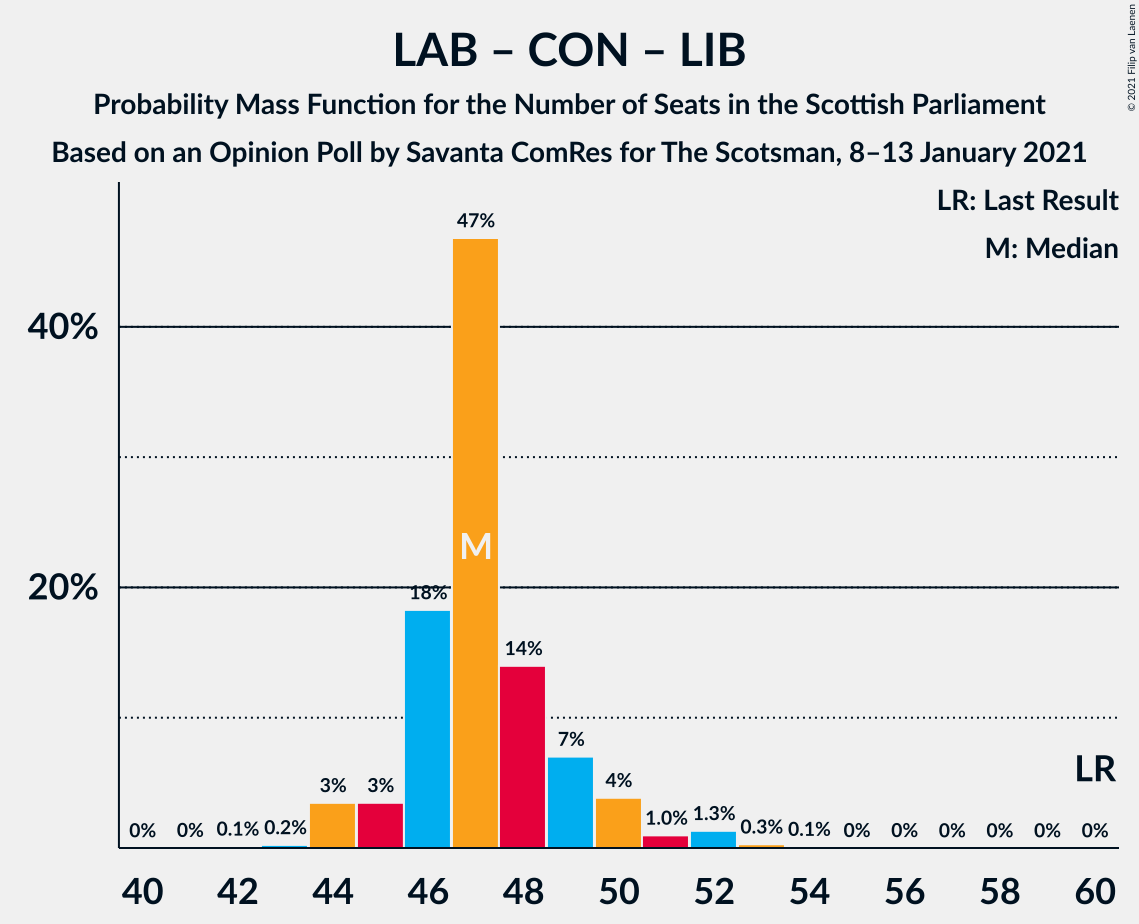 LAB – CON – LIB
Probability Mass Function for the Number of Seats in the Scottish Parliament
Based on an Opinion Poll by Savanta ComRes for The Scotsman, 8–13 January 2021
© 2021 Filip van Laenen
LR: Last Result
M: Median
47%
40%
M
20%
18%
14%
7%
LR
3% 3% 4%
0% 0% 0.1% 0.2% 1.0% 1.3% 0.3% 0.1% 0% 0% 0% 0% 0% 0%
40 42 44 46 48 50 52 54 56 58 60